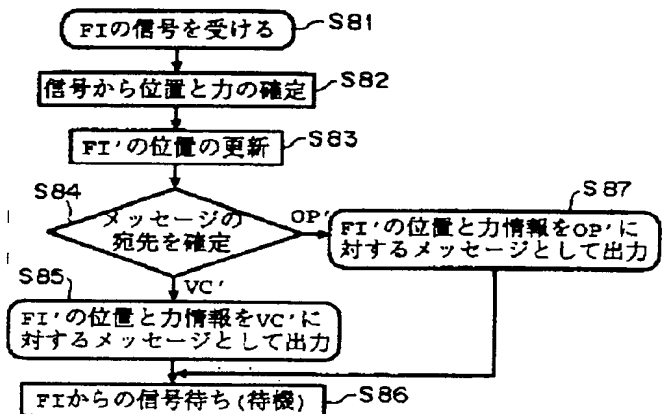 FIの信号を受ける
S81
信号から位置と力の確定
S82
FI'の位置の更新
S83
S84
メッセージの
宛先を確定
OP'
S87
FI'の位置と力情報をOP'に
対するメッセージとして出力
VC'
S85
FI'の位置と力情報をVC'に
対するメッセージとして出力
FIからの信号待ち(待機)
S86